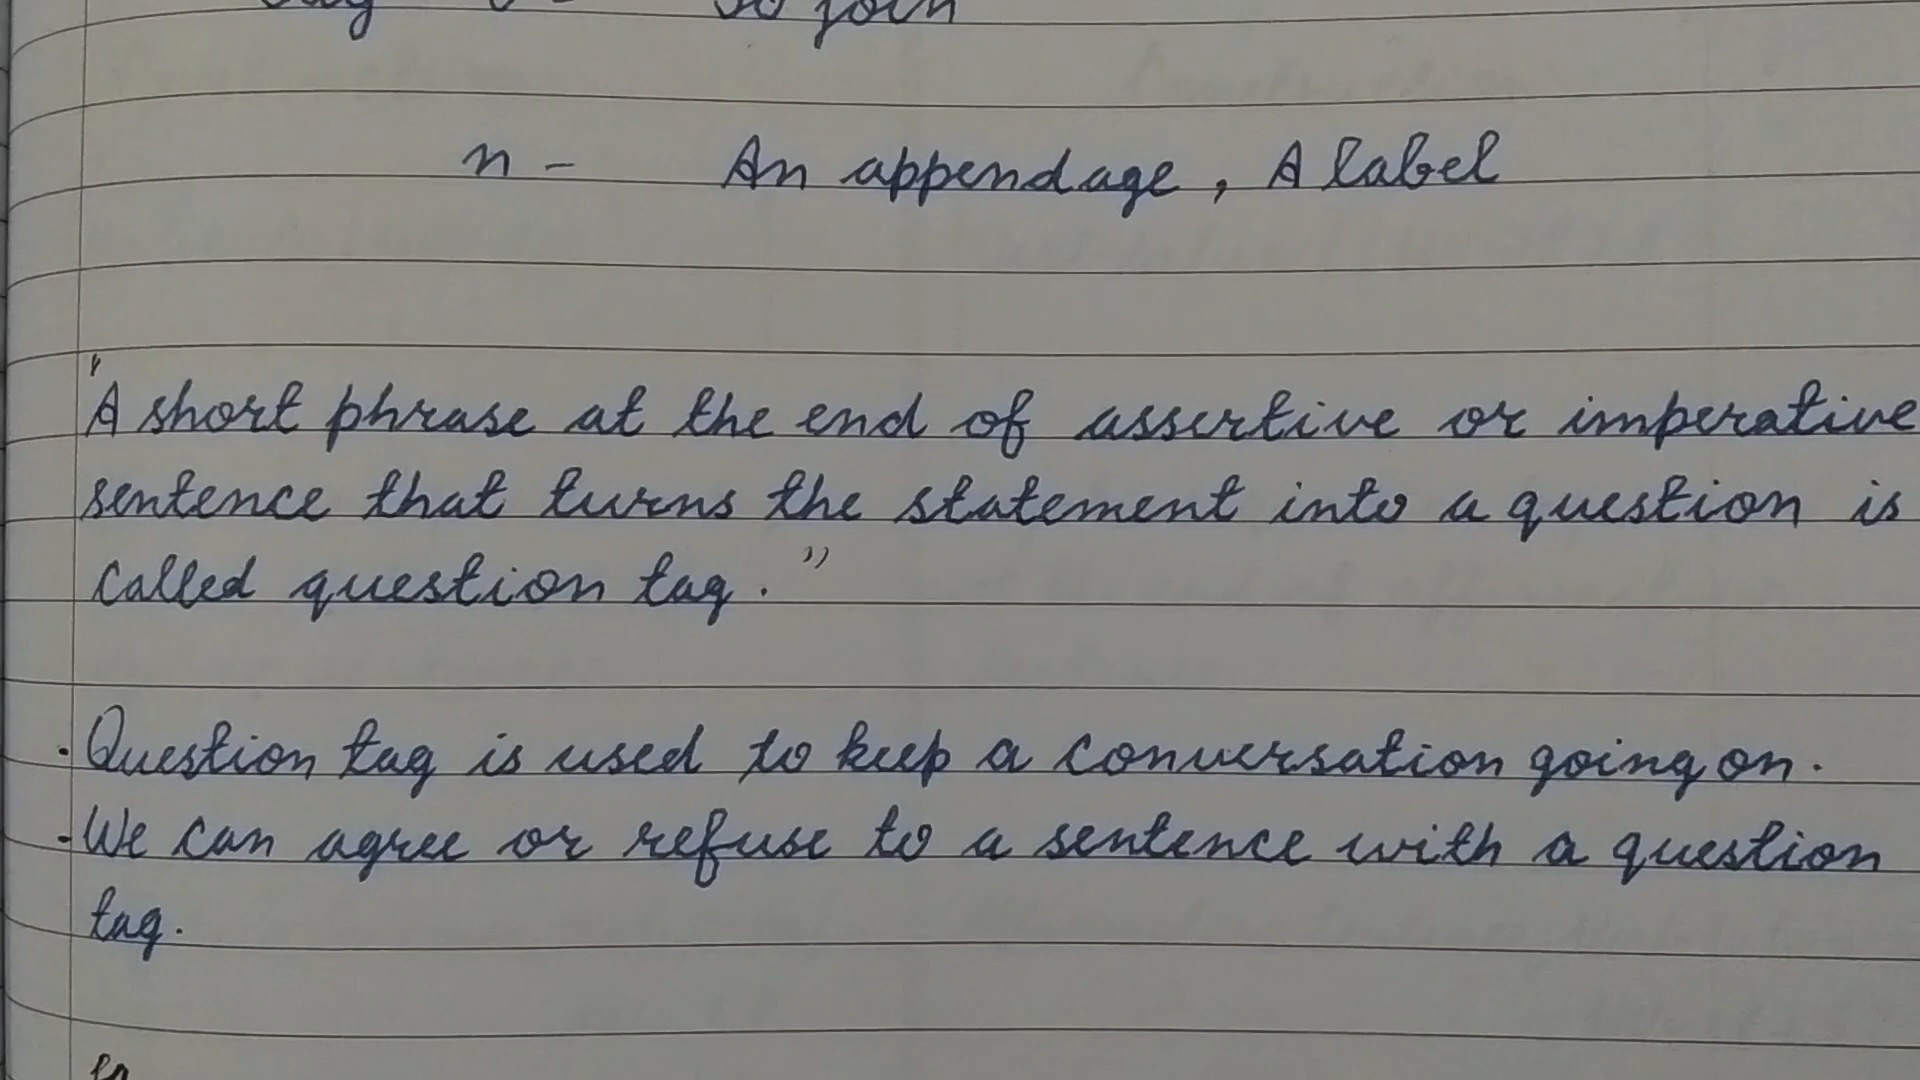 To join
n - An appendage, A label
"A short phrase at the end of assertive or imperative
sentence that turns the statement into a question is
called question tag."
. Question tag is used to keep a conversation going on.
- We can agree or refuse to a sentence with a question
tag.